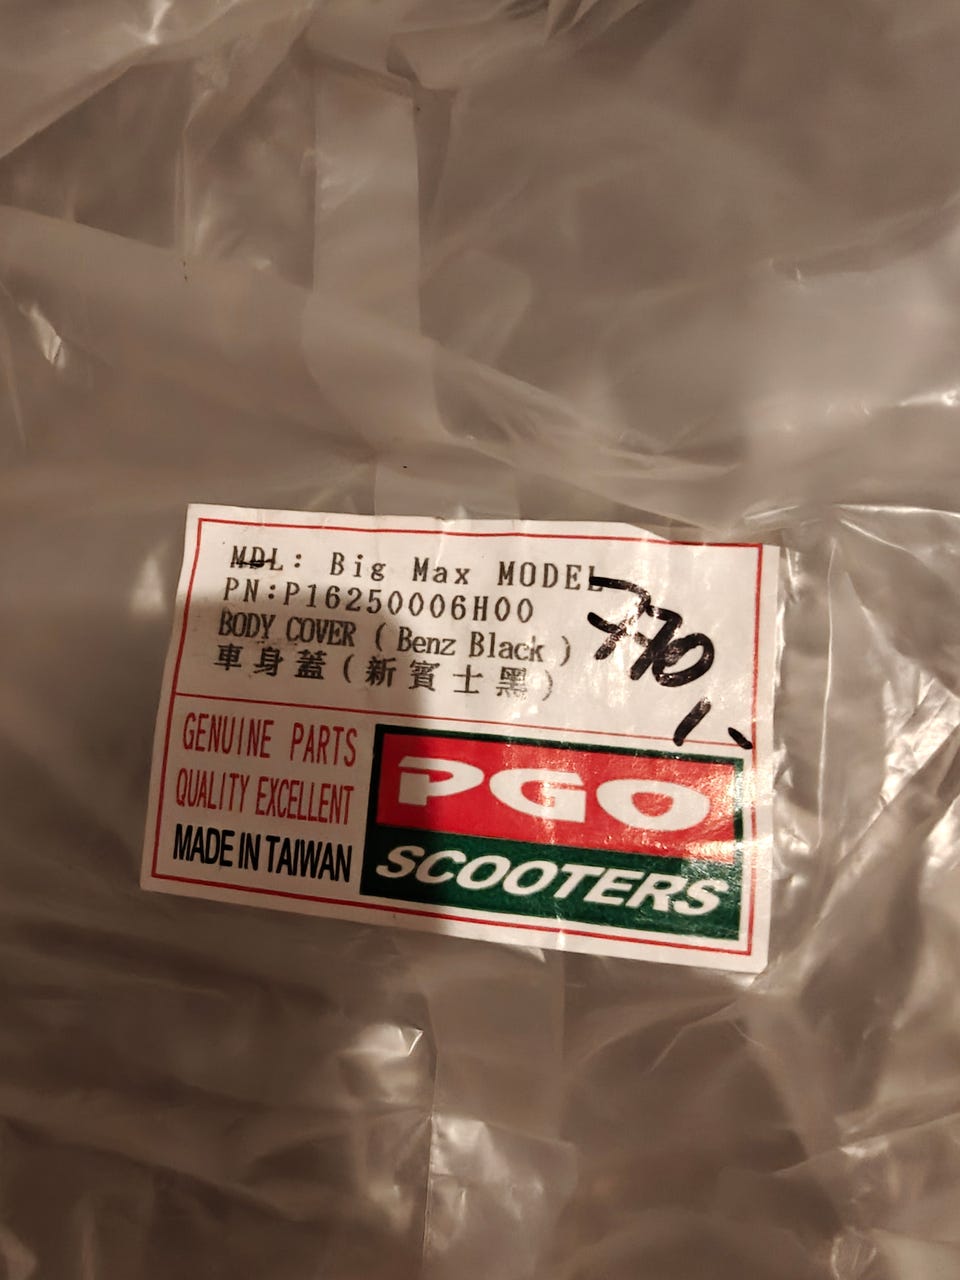 MDL: Big Max MODEL
PN:P16250006H00
BODY COVER ( Benz Black )
車身蓋(新賓士黑)
770
GENUINE PARTS
QUALITY EXCELLENT
MADE IN TAIWAN
PGO
SCOOTERS